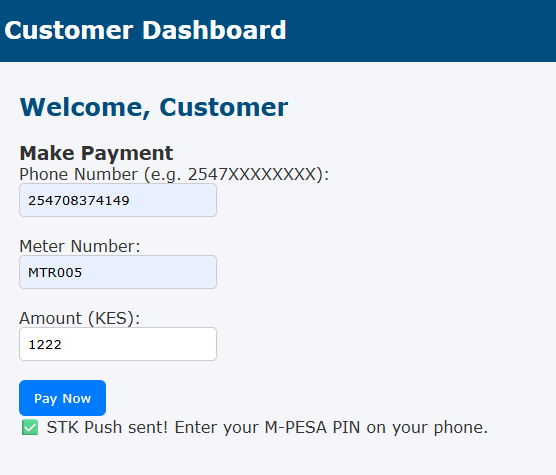 Customer Dashboard
Welcome, Customer
Make Payment
Phone Number (e.g. 2547XXXXXXXX):
254708374149
Meter Number:
MTR005
Amount (KES):
1222
Pay Now
✅ STK Push sent! Enter your M-PESA PIN on your phone.